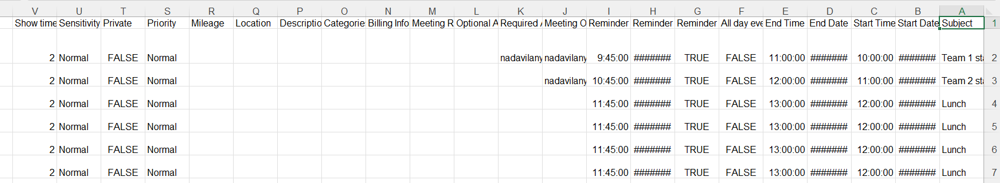 V U T S R Q P O N M L K J I H G F E D C B A
Show time Sensitivity Private Priority Mileage Location Descriptio Categorie Billing Info Meeting R Optional A Required A Meeting O Reminder Reminder Reminder All day eve End Time End Date Start Time Start Date Subject 1
2 Normal FALSE Normal nadavilany nadavilany 9:45:00 ####### TRUE FALSE 11:00:00 ####### 10:00:00 ####### Team 1 sta 2
2 Normal FALSE Normal nadavilany 10:45:00 ####### TRUE FALSE 12:00:00 ####### 11:00:00 ####### Team 2 sta 3
2 Normal FALSE Normal 11:45:00 ####### TRUE FALSE 13:00:00 ####### 12:00:00 ####### Lunch 4
2 Normal FALSE Normal 11:45:00 ####### TRUE FALSE 13:00:00 ####### 12:00:00 ####### Lunch 5
2 Normal FALSE Normal 11:45:00 ####### TRUE FALSE 13:00:00 ####### 12:00:00 ####### Lunch 6
2 Normal FALSE Normal 11:45:00 ####### TRUE FALSE 13:00:00 ####### 12:00:00 ####### Lunch 7